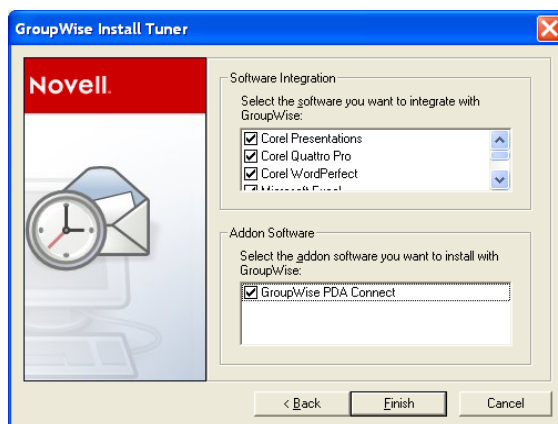 GroupWise Install Tuner
Novell.
Software Integration
Select the software you want to integrate with
GroupWise:
Corel Presentations
Corel Quattro Pro
Corel WordPerfect
Microsoft Excel
Addon Software
Select the addon software you want to install with
GroupWise:
GroupWise PDA Connect
< Back
Finish
Cancel